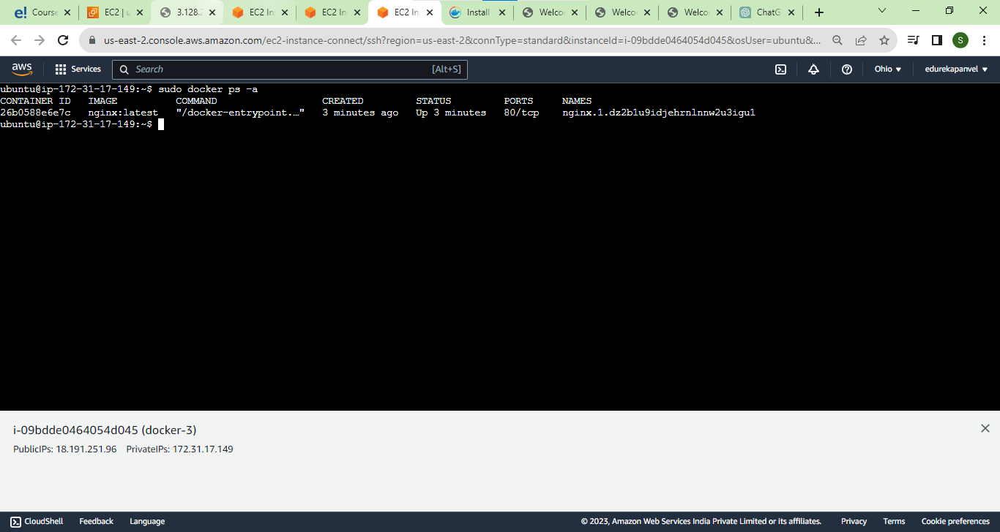 e! Course
EC2 | u
3.128.2
EC2 In
EC2 In
EC2 In
Install
Welco
Welco
Welco
ChatG
us-east-2.console.aws.amazon.com/ec2-instance-connect/ssh?region=us-east-2&connType=standard&instanceId=i-09bdde0464054d045&osUser=ubuntu&...
S
aws Services Search [Alt+S] Ohio ▼ edurekapanvel ▼
ubuntu@ip-172-31-17-149:~$ sudo docker ps -a
CONTAINER ID IMAGE COMMAND CREATED STATUS PORTS NAMES
26b0588e6e7c nginx:latest "/docker-entrypoint.…" 3 minutes ago Up 3 minutes 80/tcp nginx.1.dz2b1u9idjehrnlnnw2u3igu1
ubuntu@ip-172-31-17-149:~$
i-09bdde0464054d045 (docker-3)
PublicIPs: 18.191.251.96 PrivateIPs: 172.31.17.149
CloudShell Feedback Language © 2023, Amazon Web Services India Private Limited or its affiliates. Privacy Terms Cookie preferences